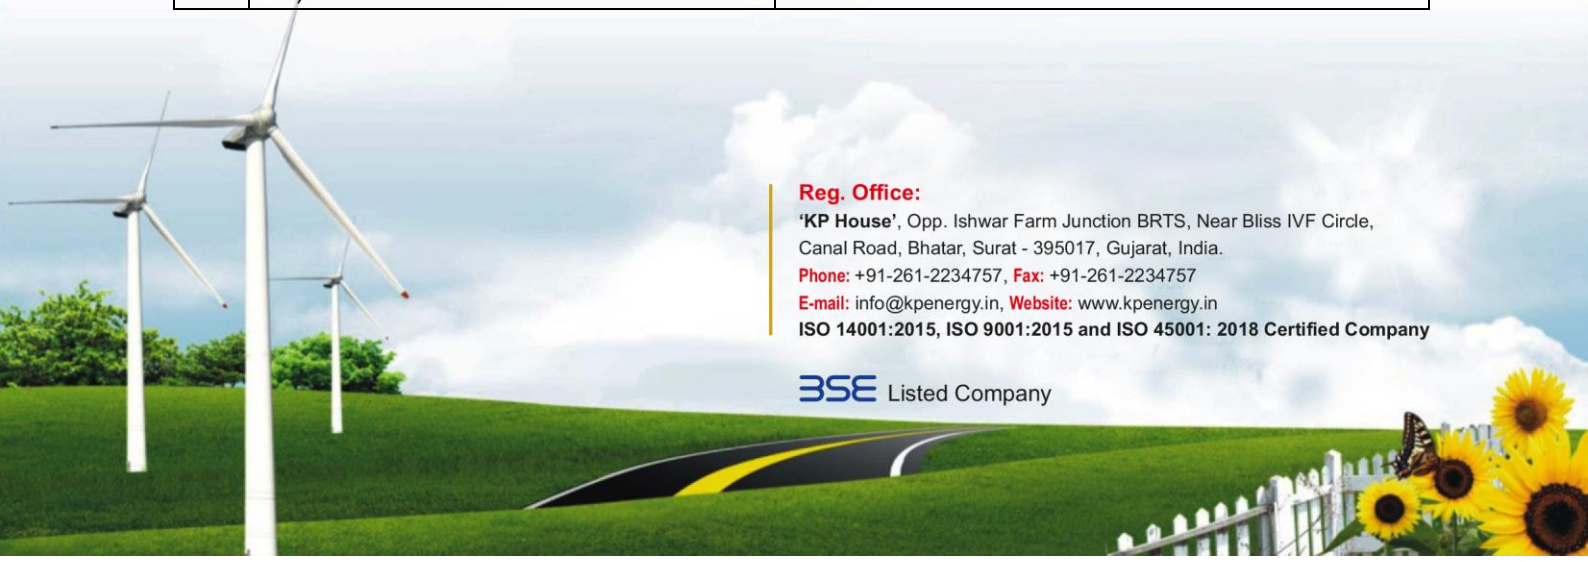 Reg. Office:
‘KP House’, Opp. Ishwar Farm Junction BRTS, Near Bliss IVF Circle,
Canal Road, Bhatar, Surat - 395017, Gujarat, India.
Phone: +91-261-2234757, Fax: +91-261-2234757
E-mail: info@kpenergy.in, Website: www.kpenergy.in
ISO 14001:2015, ISO 9001:2015 and ISO 45001: 2018 Certified Company
BSE Listed Company